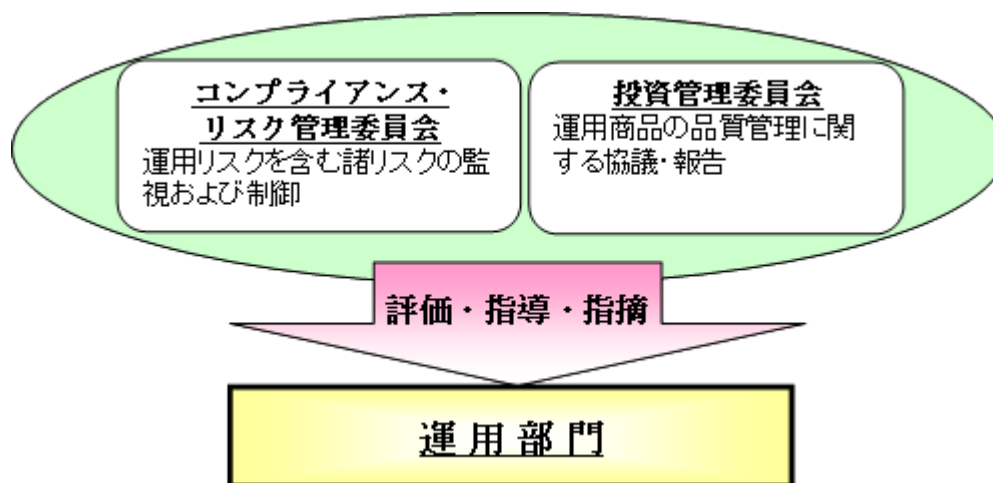 コンプライアンス・
リスク管理委員会
運用リスクを含む諸リスクの監
視および制御
投資管理委員会
運用商品の品質管理に関
する協議・報告
評価・指導・指摘
運用部門